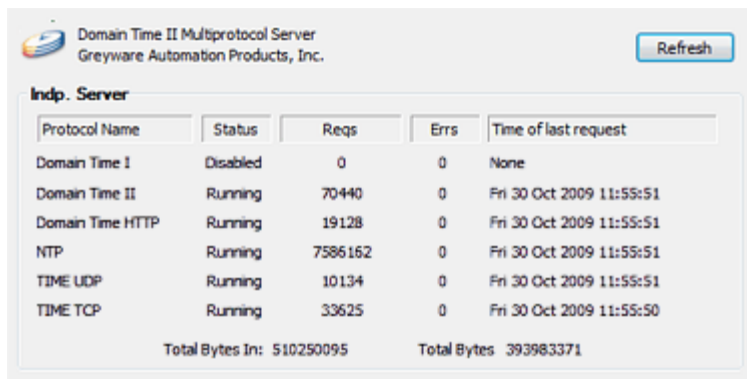 Domain Time II Multiprotocol Server
Greyware Automation Products, Inc.
Refresh
Indp. Server
Protocol Name Status Reqs Errs Time of last request
Domain Time I Disabled 0 0 None
Domain Time II Running 70440 0 Fri 30 Oct 2009 11:55:51
Domain Time HTTP Running 19128 0 Fri 30 Oct 2009 11:55:51
NTP Running 7586162 0 Fri 30 Oct 2009 11:55:51
TIME UDP Running 10134 0 Fri 30 Oct 2009 11:55:51
TIME TCP Running 33625 0 Fri 30 Oct 2009 11:55:50
Total Bytes In: 510250095 Total Bytes 393983371